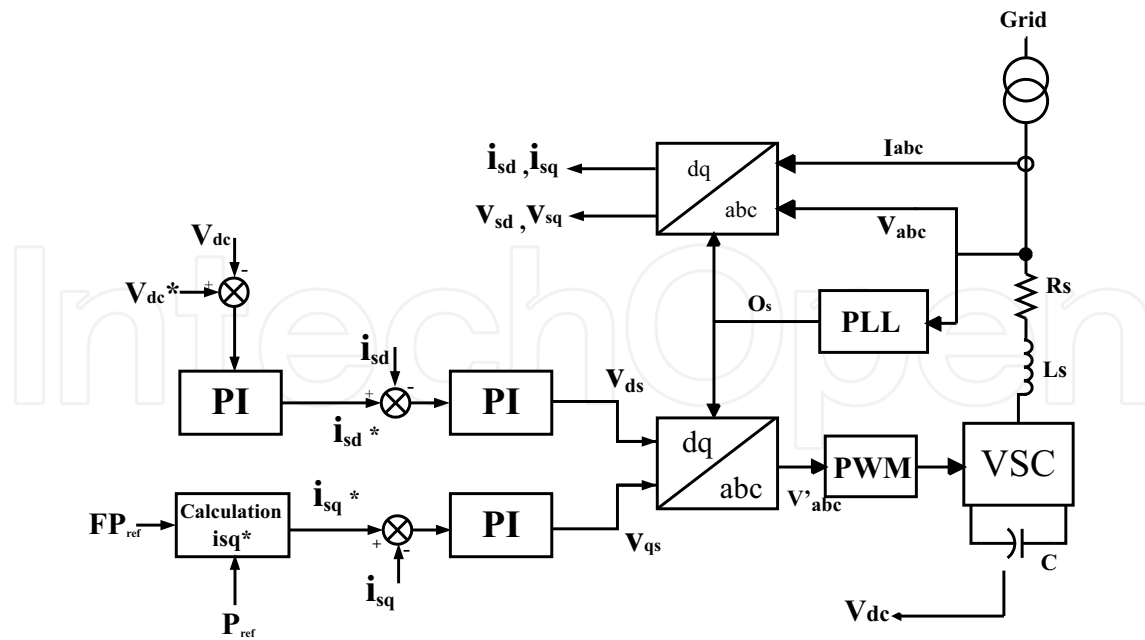 Grid
Iabc
dq
abc
isd ,isq
vsd ,vsq
vabc
Vdc
-
Vdc*
+
Rs
Os
PLL
Ls
isd
PI
+
-
isd *
PI
vds
dq
abc
V'abc
PWM
VSC
isq *
FPref
Calculation
isq*
+
-
PI
vqs
isq
C
Pref
Vdc
IntechOpen